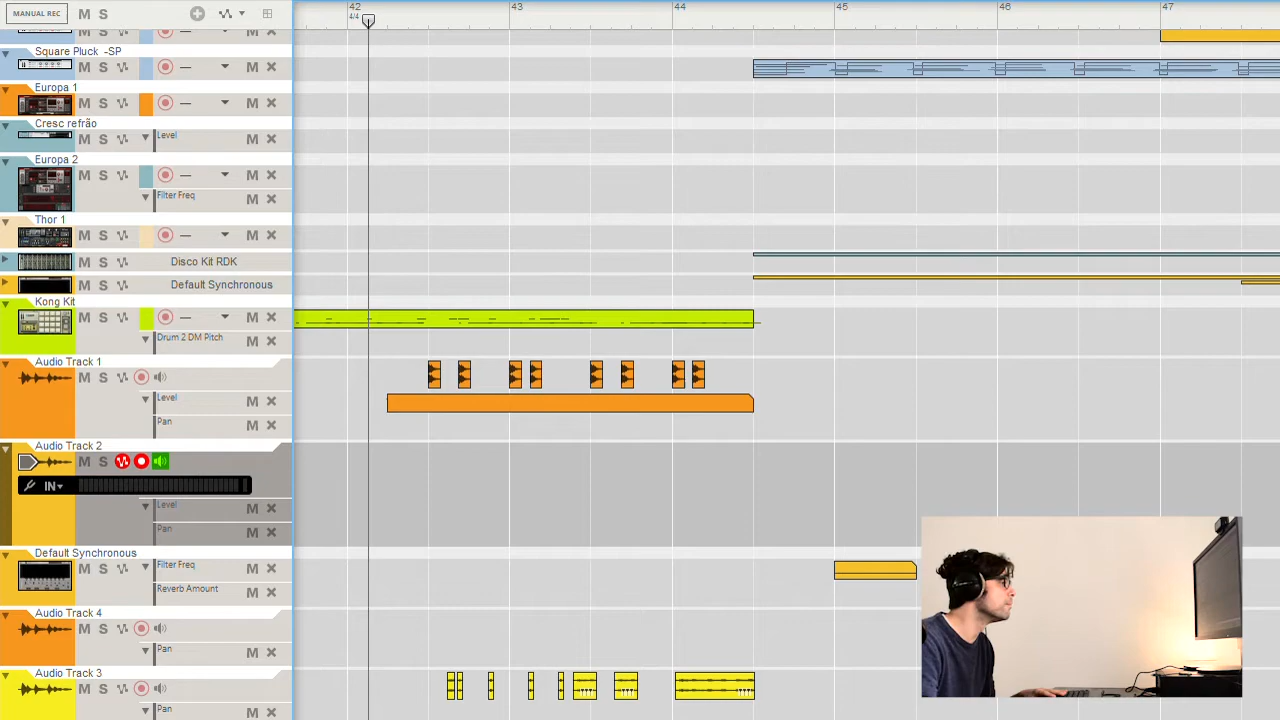 MANUAL REC M S
42 43 44 45 46 47
4/4
Square Pluck -SP
M S M
Europa 1
M S M
Cresc refrão
M S Level M
Europa 2
M S M
Filter Freq M
Thor 1
M S M
M S Disco Kit RDK
M S Default Synchronous
Kong Kit
M S M
Drum 2 DM Pitch M
Audio Track 1
M S
Level M
Pan M
Audio Track 2
M S
IN
Level M
Pan M
Default Synchronous
M S Filter Freq M
Reverb Amount M
Audio Track 4
M S
Pan M
Audio Track 3
M S
Pan M